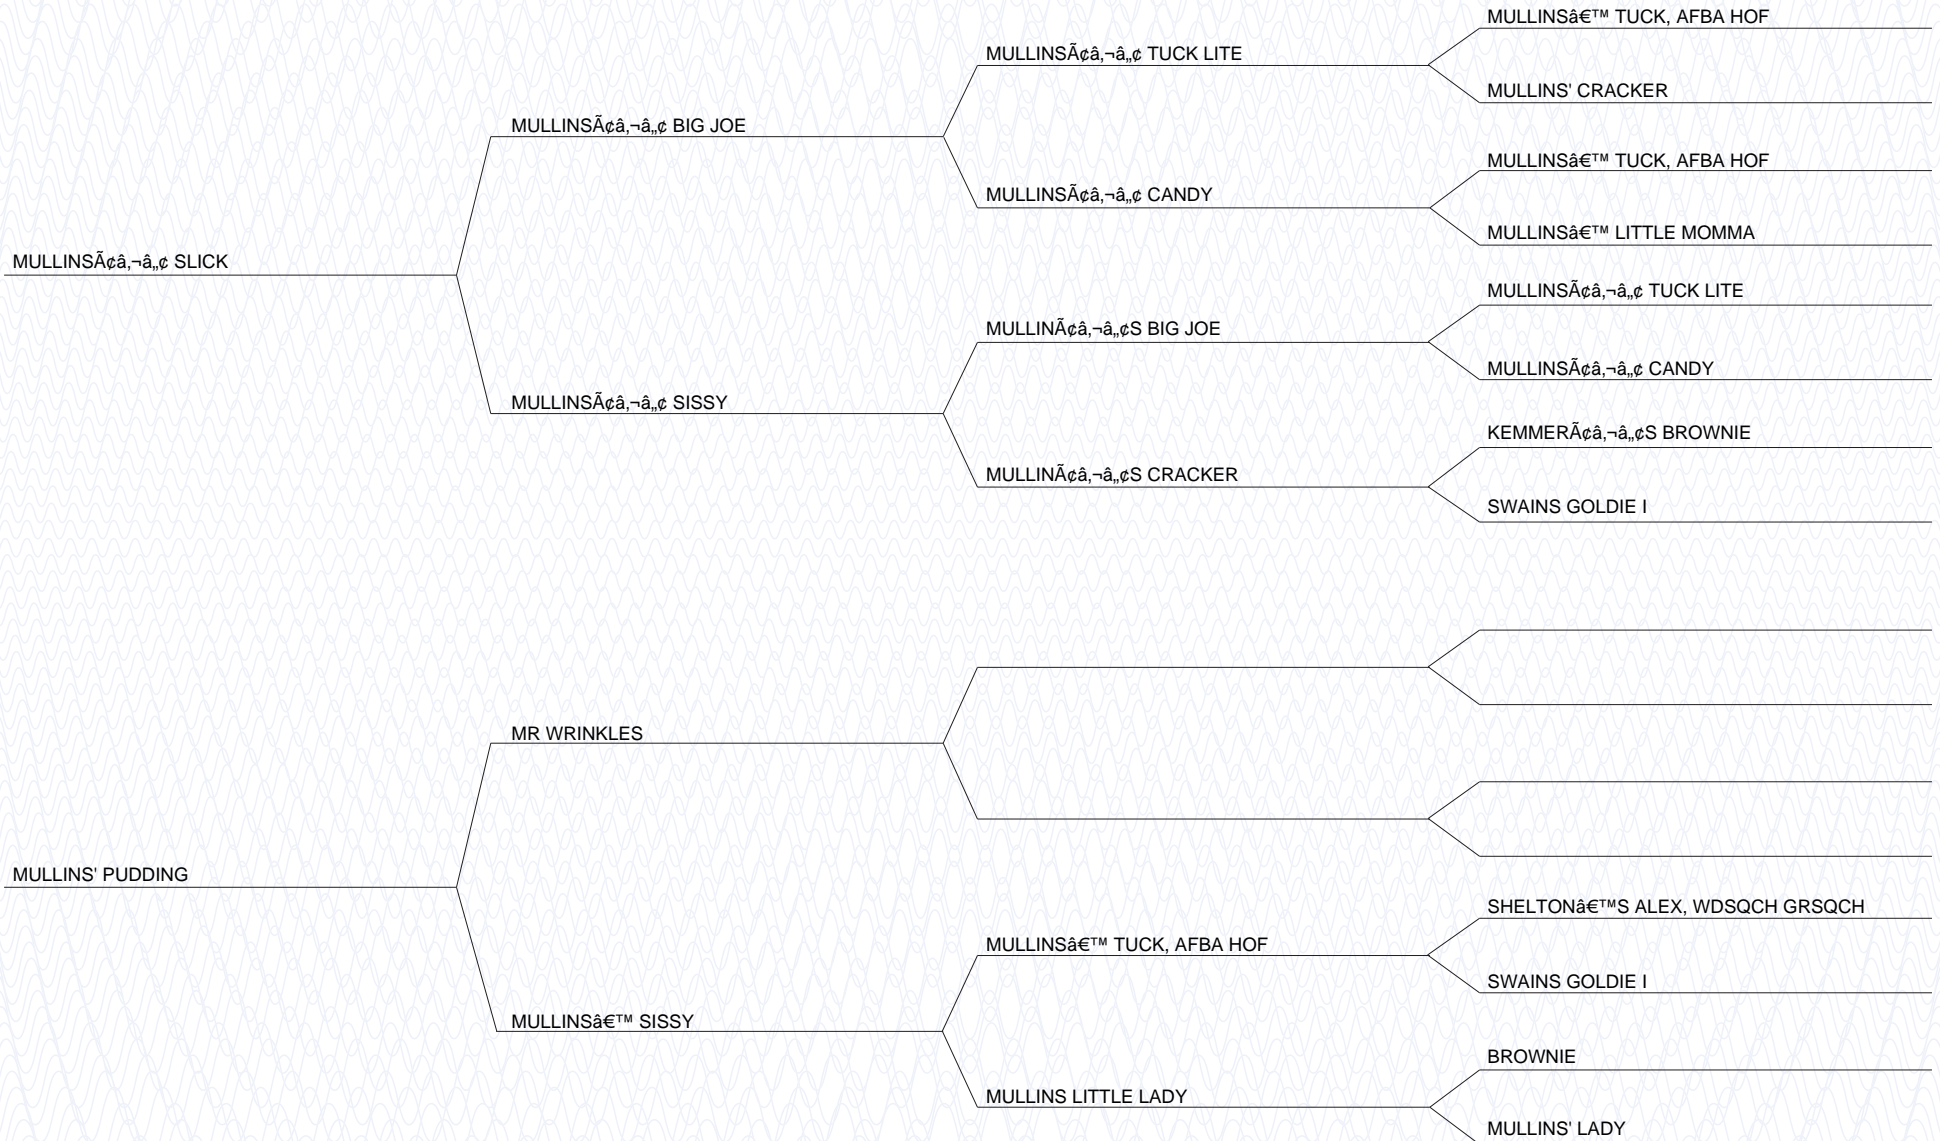 MULLINSâ€™ TUCK, AFBA HOF
MULLINSÃ¢â‚¬â„¢ TUCK LITE
MULLINS' CRACKER
MULLINSÃ¢â‚¬â„¢ BIG JOE
MULLINSâ€™ TUCK, AFBA HOF
MULLINSÃ¢â‚¬â„¢ CANDY
MULLINSâ€™ LITTLE MOMMA
MULLINSÃ¢â‚¬â„¢ SLICK
MULLINSÃ¢â‚¬â„¢ TUCK LITE
MULLINÃ¢â‚¬â„¢S BIG JOE
MULLINSÃ¢â‚¬â„¢ CANDY
MULLINSÃ¢â‚¬â„¢ SISSY
KEMMERÃ¢â‚¬â„¢S BROWNIE
MULLINÃ¢â‚¬â„¢S CRACKER
SWAINS GOLDIE I
MR WRINKLES
MULLINS' PUDDING
SHELTONâ€™S ALEX, WDSQCH GRSQCH
MULLINSâ€™ TUCK, AFBA HOF
SWAINS GOLDIE I
MULLINSâ€™ SISSY
BROWNIE
MULLINS LITTLE LADY
MULLINS' LADY